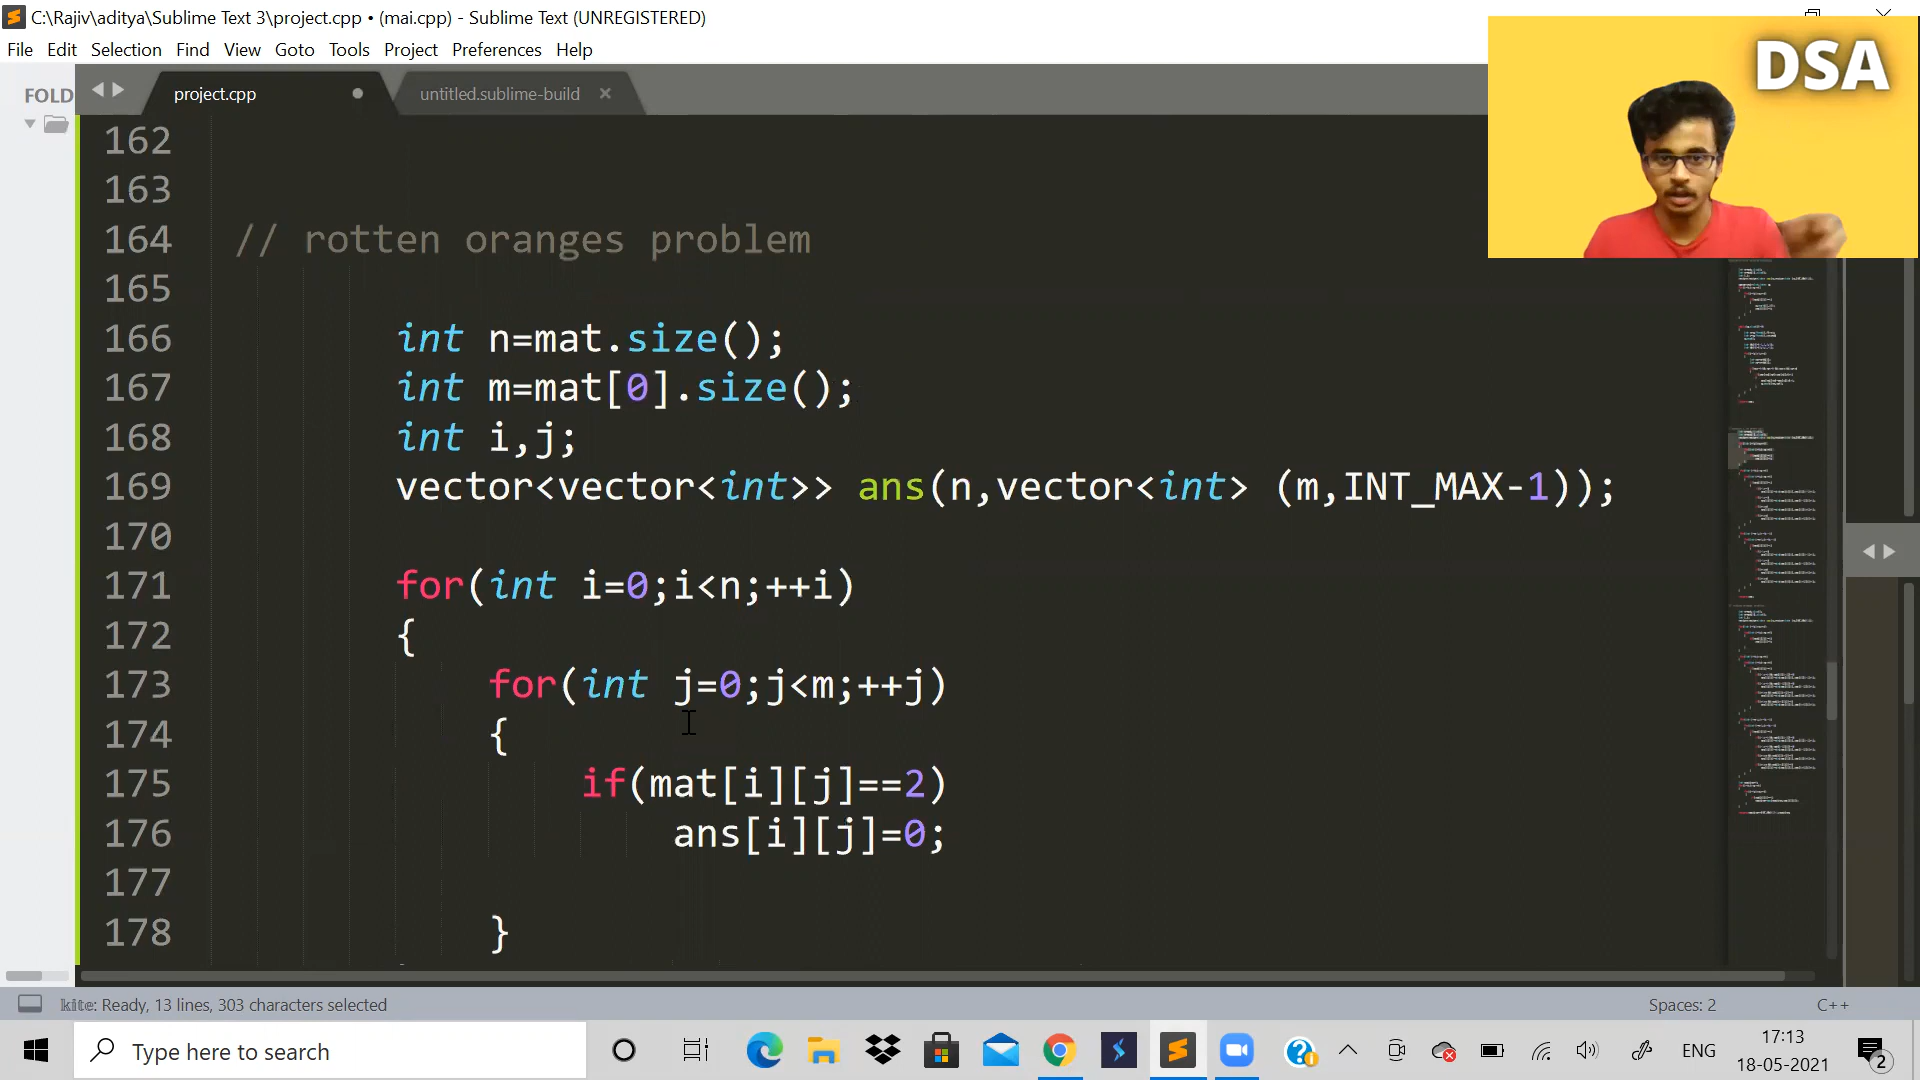 C:\Rajiv\aditya\Sublime Text 3\project.cpp • (mai.cpp) - Sublime Text (UNREGISTERED)
File Edit Selection Find View Goto Tools Project Preferences Help
DSA
FOLD
project.cpp
untitled.sublime-build
162
163
164 // rotten oranges problem
165
166 int n=mat.size();
167 int m=mat[0].size();
168 int i,j;
169 vector<vector<int>> ans(n,vector<int> (m,INT_MAX-1));
170
171 for(int i=0;i<n;++i)
172 {
173 for(int j=0;j<m;++j)
174 {
175 if(mat[i][j]==2)
176 ans[i][j]=0;
177
178 }
kite: Ready, 13 lines, 303 characters selected
Spaces: 2
C++
Type here to search
ENG
17:13
18-05-2021
2